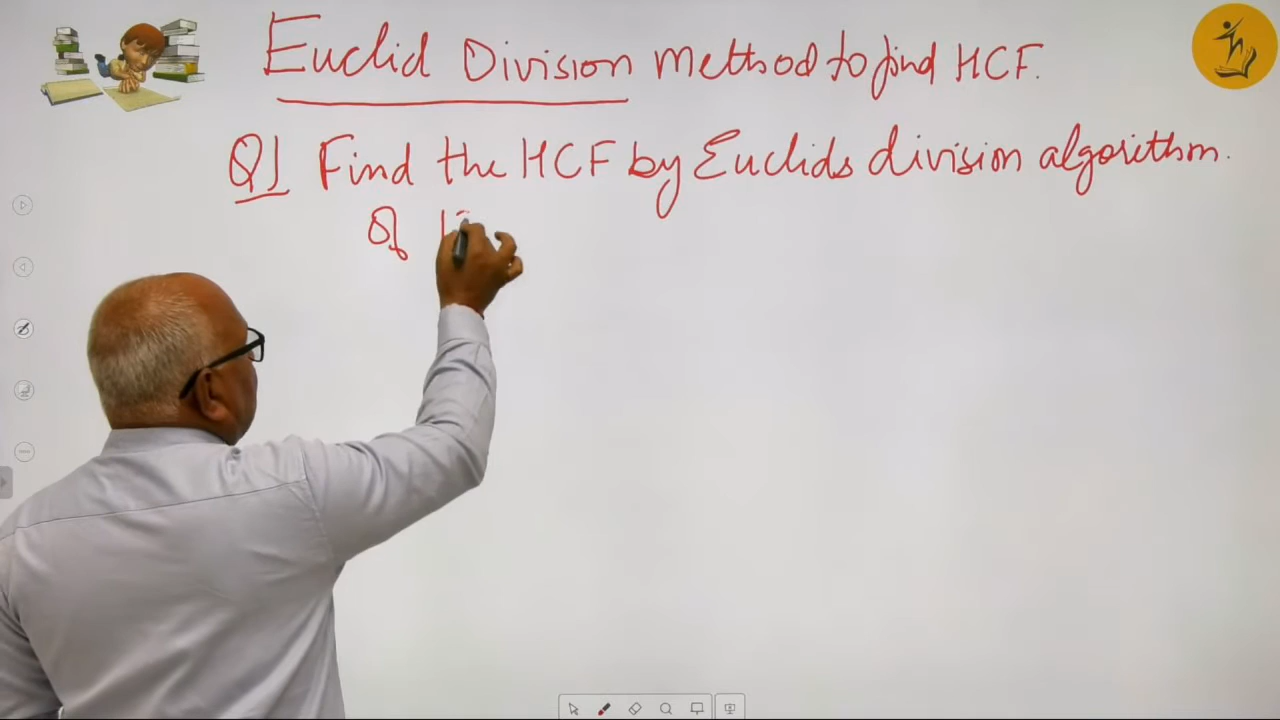 Euclid Division Method to find HCF.
Q1 Find the HCF by Euclids division algorithm.
Of